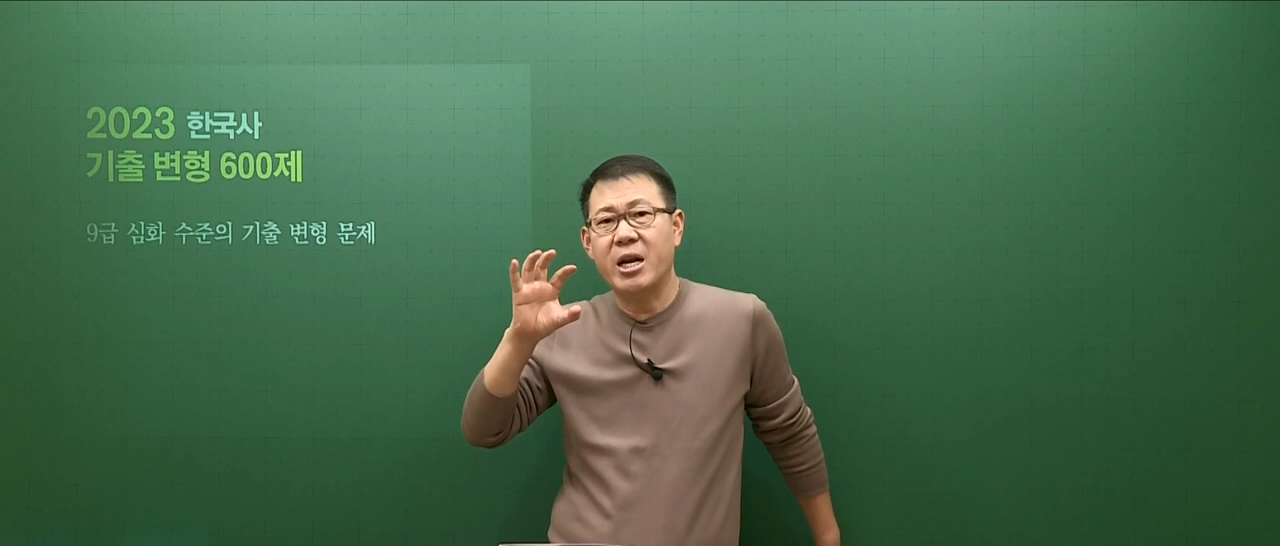 2023 한국사
기출 변형 600제
9급 심화 수준의 기출 변형 문제